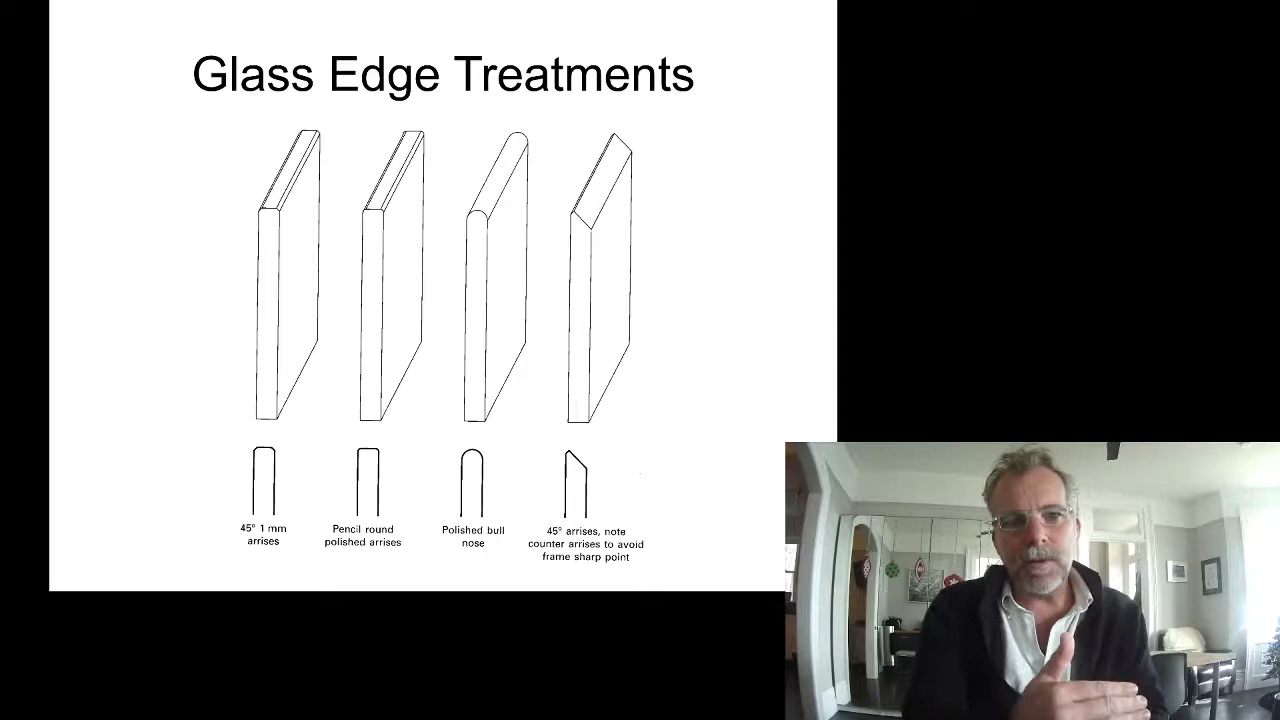 Glass Edge Treatments
45° 1 mm
arrises
Pencil round
polished arrises
Polished bull
nose
45° arrises, note
counter arrises to avoid
frame sharp point